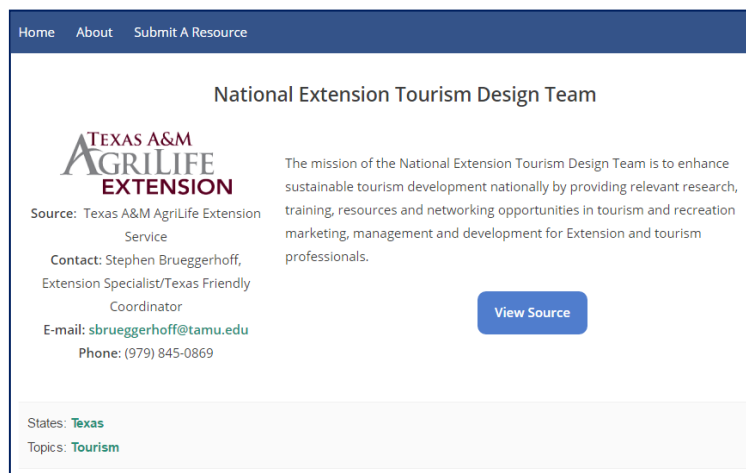 Home About Submit A Resource
National Extension Tourism Design Team
TEXAS A&M
AGRILIFE
EXTENSION
Source: Texas A&M AgriLife Extension
Service
Contact: Stephen Brueggerhoff,
Extension Specialist/Texas Friendly
Coordinator
E-mail: sbrueggerhoff@tamu.edu
Phone: (979) 845-0869
The mission of the National Extension Tourism Design Team is to enhance
sustainable tourism development nationally by providing relevant research,
training, resources and networking opportunities in tourism and recreation
marketing, management and development for Extension and tourism
professionals.
View Source
States: Texas
Topics: Tourism